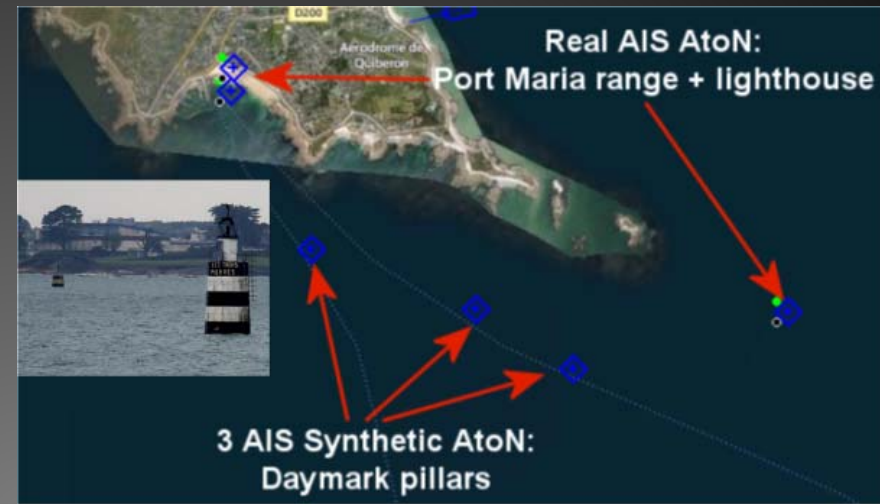 D200
Aérodrome de
Quiberon
Real AIS AtoN:
Port Maria range + lighthouse
3 AIS Synthetic AtoN:
Daymark pillars